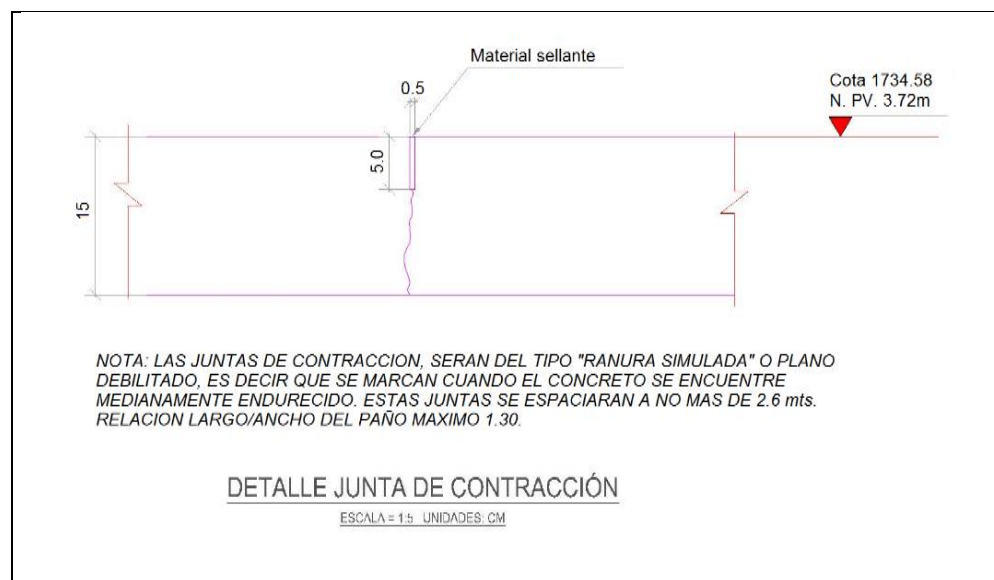 Material sellante
0.5
Cota 1734.58
N. PV. 3.72m
5.0
15
NOTA: LAS JUNTAS DE CONTRACCION, SERAN DEL TIPO "RANURA SIMULADA" O PLANO
DEBILITADO, ES DECIR QUE SE MARCAN CUANDO EL CONCRETO SE ENCUENTRE
MEDIANAMENTE ENDURECIDO. ESTAS JUNTAS SE ESPACIARAN A NO MAS DE 2.6 mts.
RELACION LARGO/ANCHO DEL PAÑO MAXIMO 1.30.
DETALLE JUNTA DE CONTRACCIÓN
ESCALA = 1:5 UNIDADES: CM